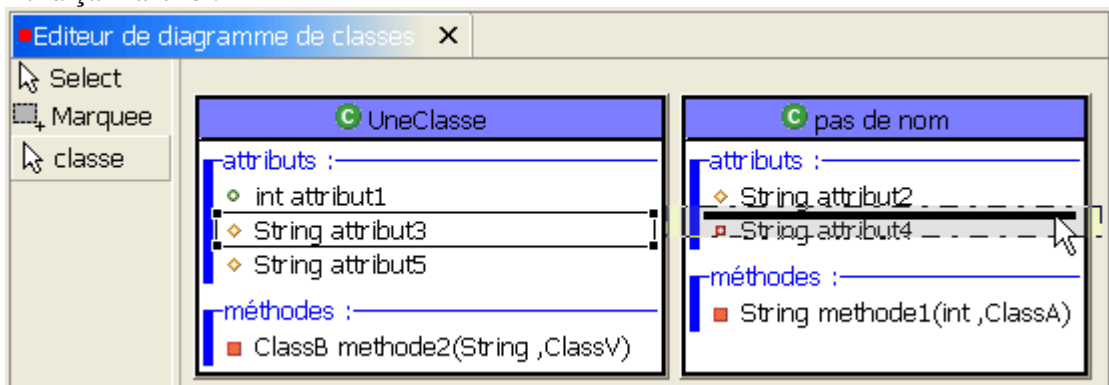 Editeur de diagramme de classes
Select
Marquee
classe
UneClasse
attributs :
int attribut1
String attribut3
String attribut5
méthodes :
ClassB methode2(String ,ClassV)
pas de nom
attributs :
String attribut2
String attribut4
méthodes :
String methode1(int ,ClassA)